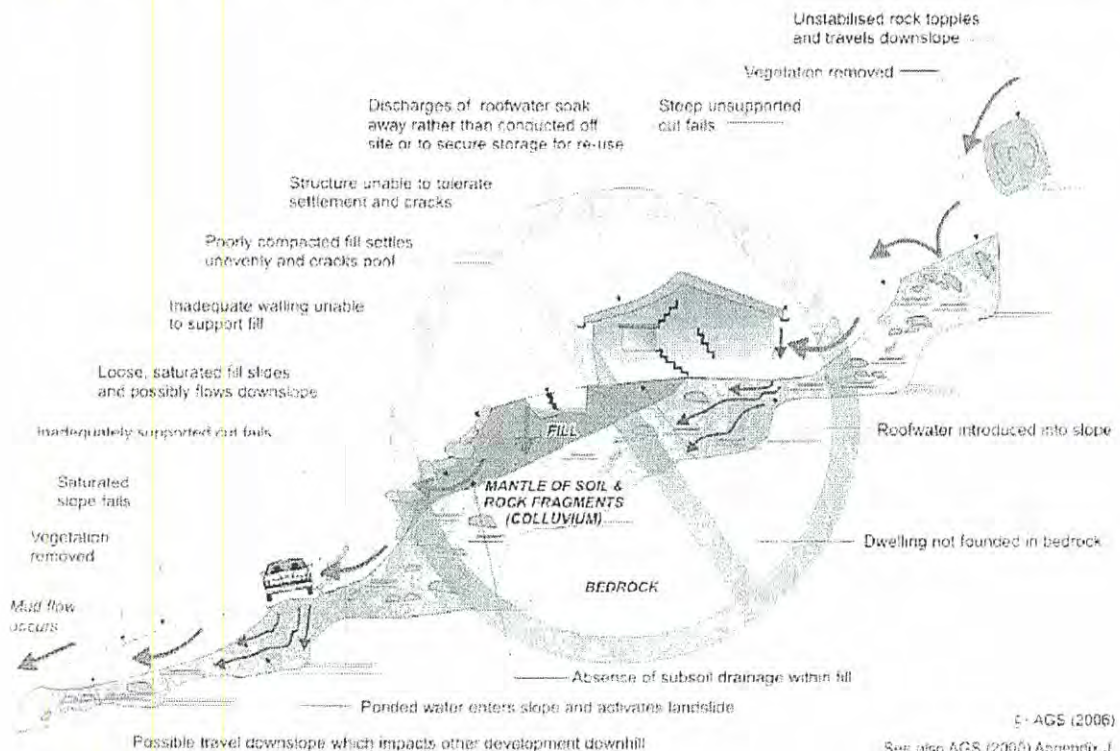 Unstabilised rock topples
and travels downslope
Vegetation removed
Discharges of roofwater soak
away rather than conducted off
site or to secure storage for re-use
Steep unsupported
cut fails
Structure unable to tolerate
settlement and cracks
Poorly compacted fill settles
unevenly and cracks pool
Inadequate walling unable
to support fill
Loose, saturated fill slides
and possibly flows downslope
Inadequately supported cut fails
Roofwater introduced into slope
FILL
MANTLE OF SOIL &
ROCK FRAGMENTS
(COLLUVIUM)
Saturated
slope fails
Vegetation
removed
Dwelling not founded in bedrock
BEDROCK
Mud flow
occurs
Absence of subsoil drainage within fill
Ponded water enters slope and activates landslide
AGS (2006)
Possible travel downslope which impacts other development downhill
See also AGS (2000) Appendix J